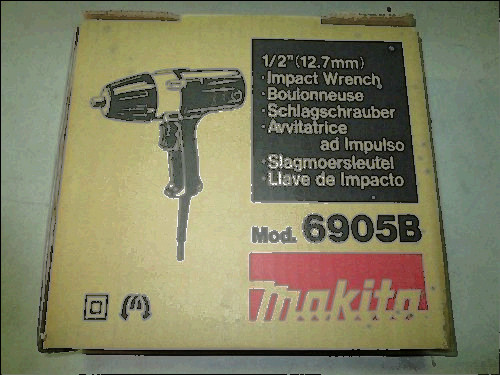 1/2"(12.7mm)
·Impact Wrench
·Boulonneuse
·Schlagschrauber
·Avvitatrice
ad Impulso
·Slagmoersleutel
·Llave de Impacto
Mod. 6905B
makita